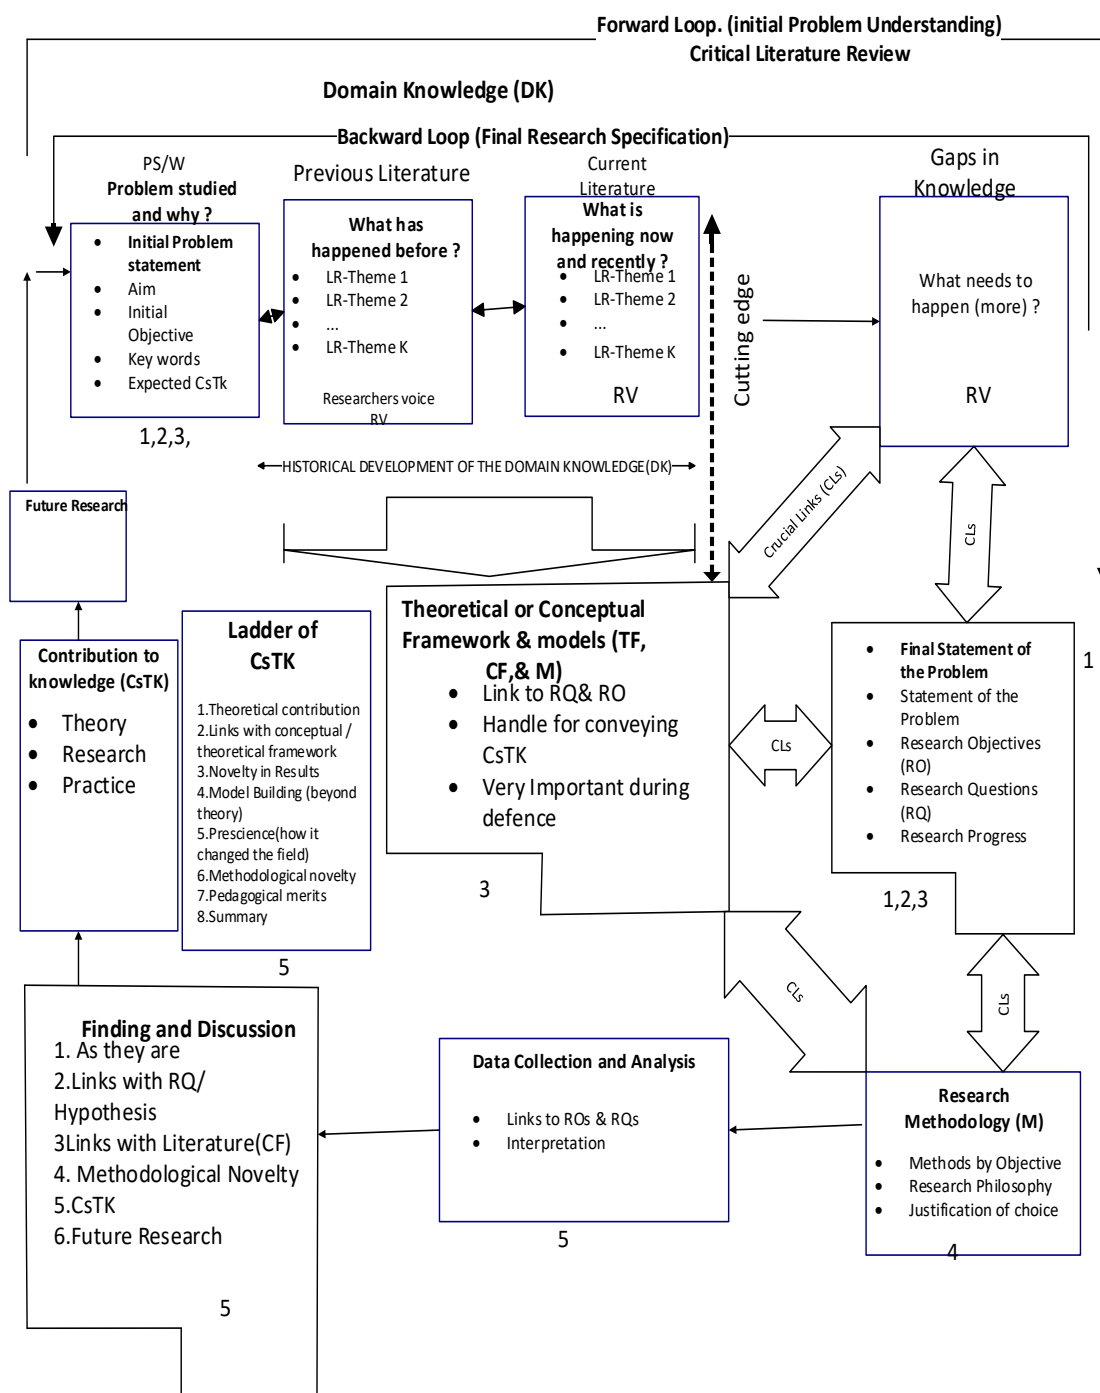 Forward Loop. (initial Problem Understanding)
Critical Literature Review
Domain Knowledge (DK)
Backward Loop (Final Research Specification)
PS/W
Problem studied
and why ?
• Initial Problem
statement
• Aim
• Initial
Objective
• Key words
• Expected CsTk
1,2,3,
Previous Literature
What has
happened before ?
• LR-Theme 1
• LR-Theme 2
• ...
• LR-Theme K
Researchers voice
RV
Current
Literature
What is
happening now
and recently ?
• LR-Theme 1
• LR-Theme 2
• ...
• LR-Theme K
RV
Cutting edge
Gaps in
Knowledge
What needs to
happen (more) ?
RV
HISTORICAL DEVELOPMENT OF THE DOMAIN KNOWLEDGE(DK)
Crucial Links (CLs)
CLs
Future Research
Contribution to
knowledge (CsTK)
• Theory
• Research
• Practice
Ladder of
CsTK
1.Theoretical contribution
2.Links with conceptual /
theoretical framework
3.Novelty in Results
4.Model Building (beyond
theory)
5.Prescience(how it
changed the field)
6.Methodological novelty
7.Pedagogical merits
8.Summary
5
Theoretical or Conceptual
Framework & models (TF,
CF,& M)
• Link to RQ& RO
• Handle for conveying
CsTK
• Very Important during
defence
3
CLs
• Final Statement of
the Problem
• Statement of the
Problem
• Research Objectives
(RO)
• Research Questions
(RQ)
• Research Progress
1
1,2,3
CLs
CLs
Finding and Discussion
1. As they are
2.Links with RQ/
Hypothesis
3Links with Literature(CF)
4. Methodological Novelty
5.CsTK
6.Future Research
5
Data Collection and Analysis
• Links to ROs & RQs
• Interpretation
5
Research
Methodology (M)
• Methods by Objective
• Research Philosophy
• Justification of choice
4